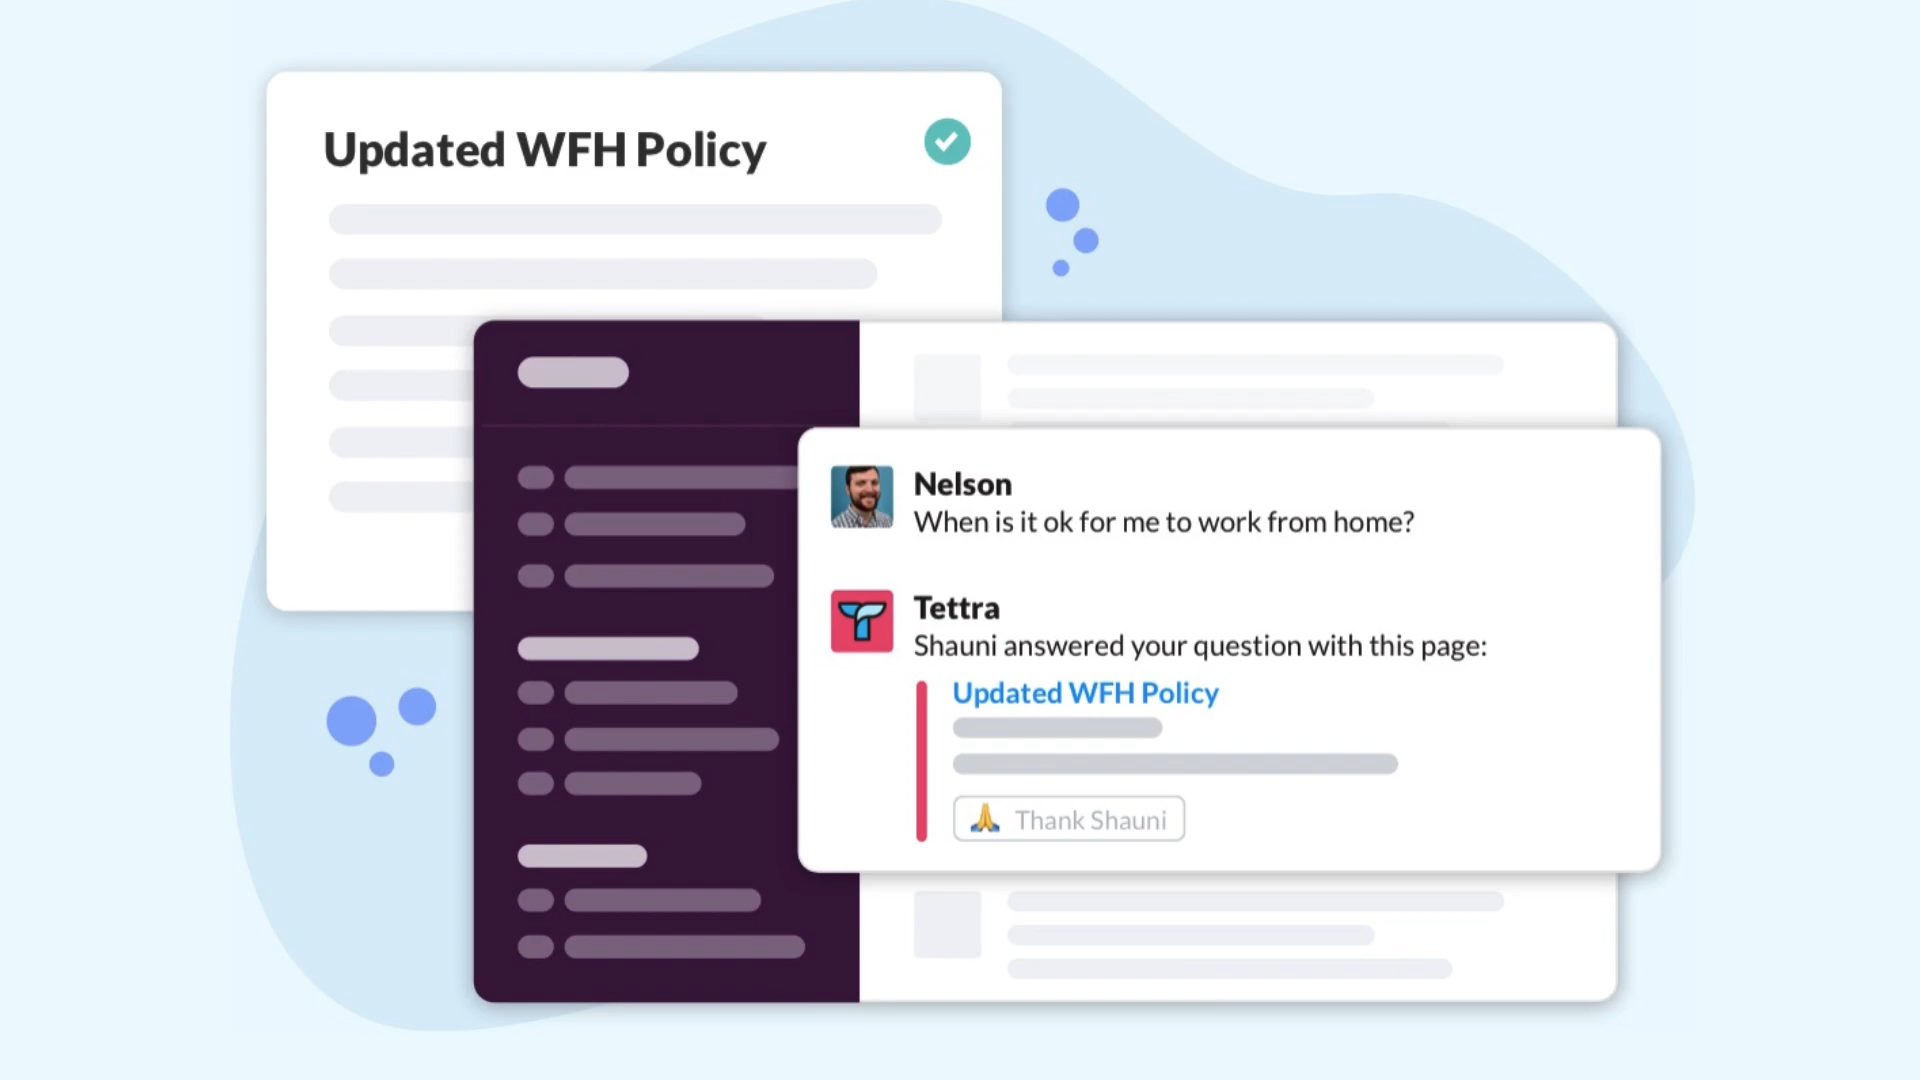 Updated WFH Policy
Nelson
When is it ok for me to work from home?
Tettra
Shauni answered your question with this page:
Updated WFH Policy
🙏 Thank Shauni